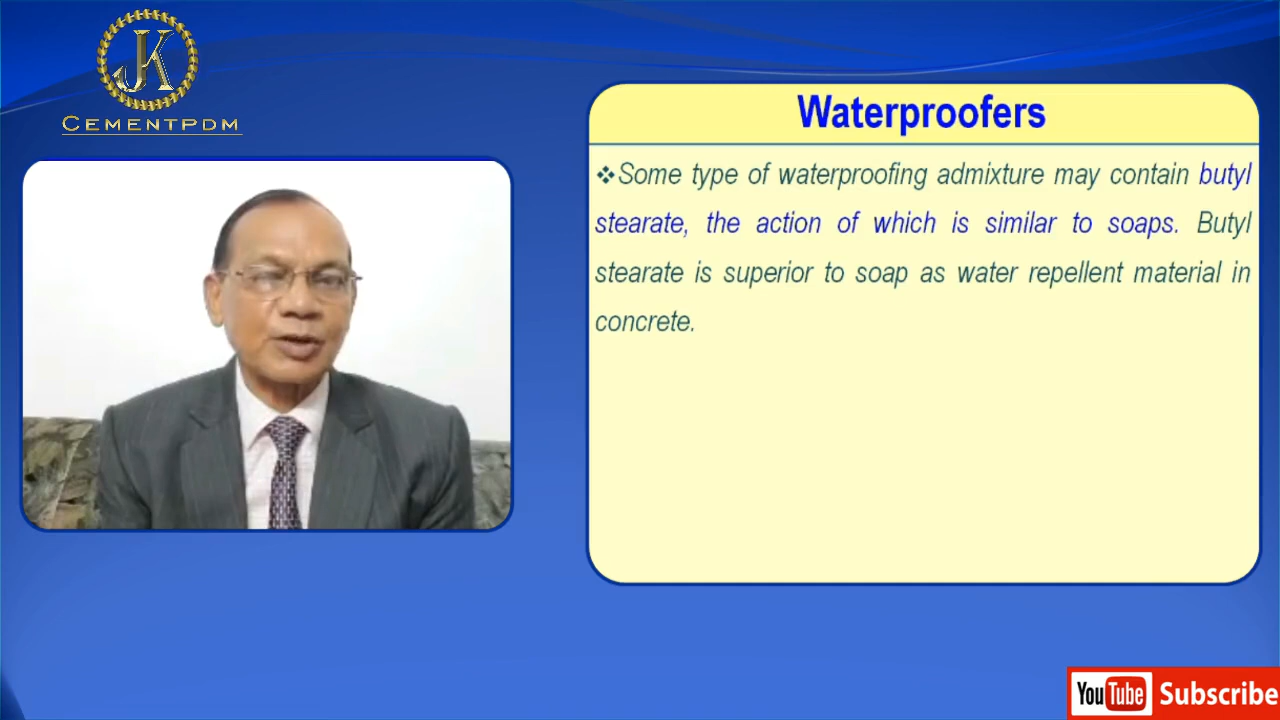 JK
CEMENTPDM
Waterproofers
❖Some type of waterproofing admixture may contain butyl
stearate, the action of which is similar to soaps. Butyl
stearate is superior to soap as water repellent material in
concrete.
YouTube Subscribe